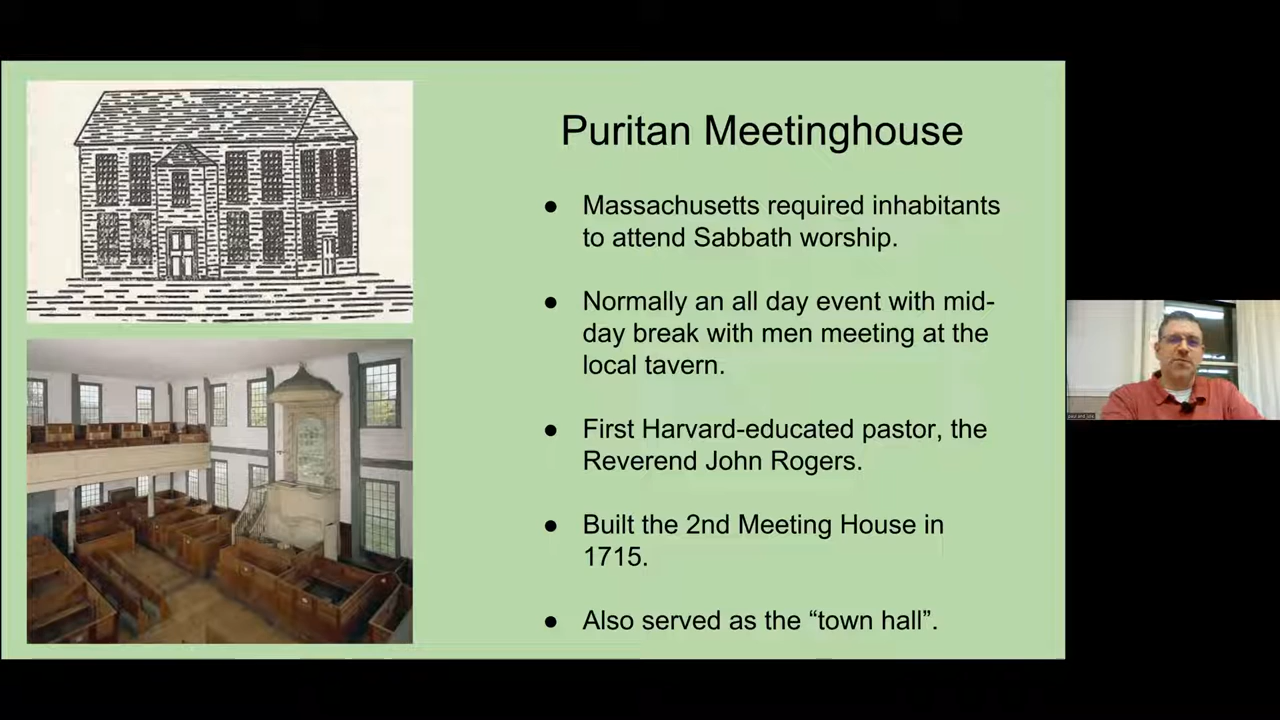 Puritan Meetinghouse
● Massachusetts required inhabitants
to attend Sabbath worship.
● Normally an all day event with mid-
day break with men meeting at the
local tavern.
● First Harvard-educated pastor, the
Reverend John Rogers.
● Built the 2nd Meeting House in
1715.
● Also served as the “town hall”.